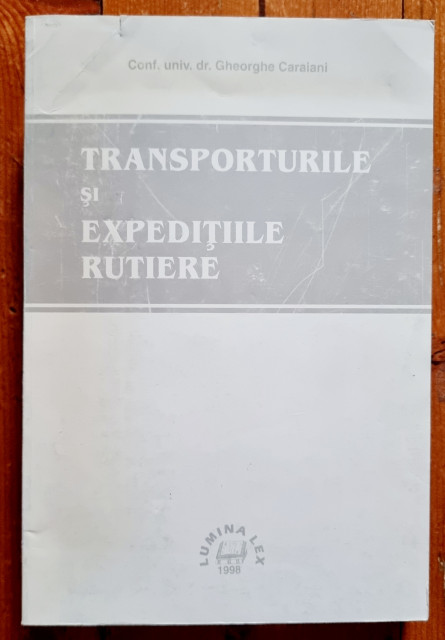 Conf. univ. dr. Gheorghe Caraiani
TRANSPORTURILE
ŞI
EXPEDIŢIILE
RUTIERE
LUMINA LEX
1998